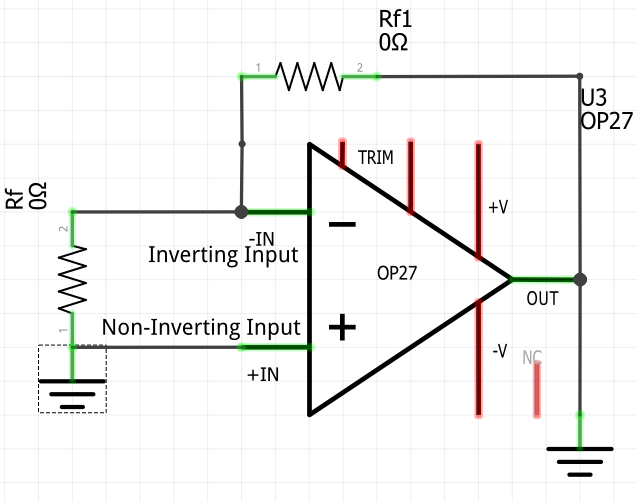 Rf1
0Ω
1
2
U3
OP27
TRIM
Rf
0Ω
2
+V
-IN
Inverting Input
OP27
OUT
Non-Inverting Input
1
-V
NC
+IN